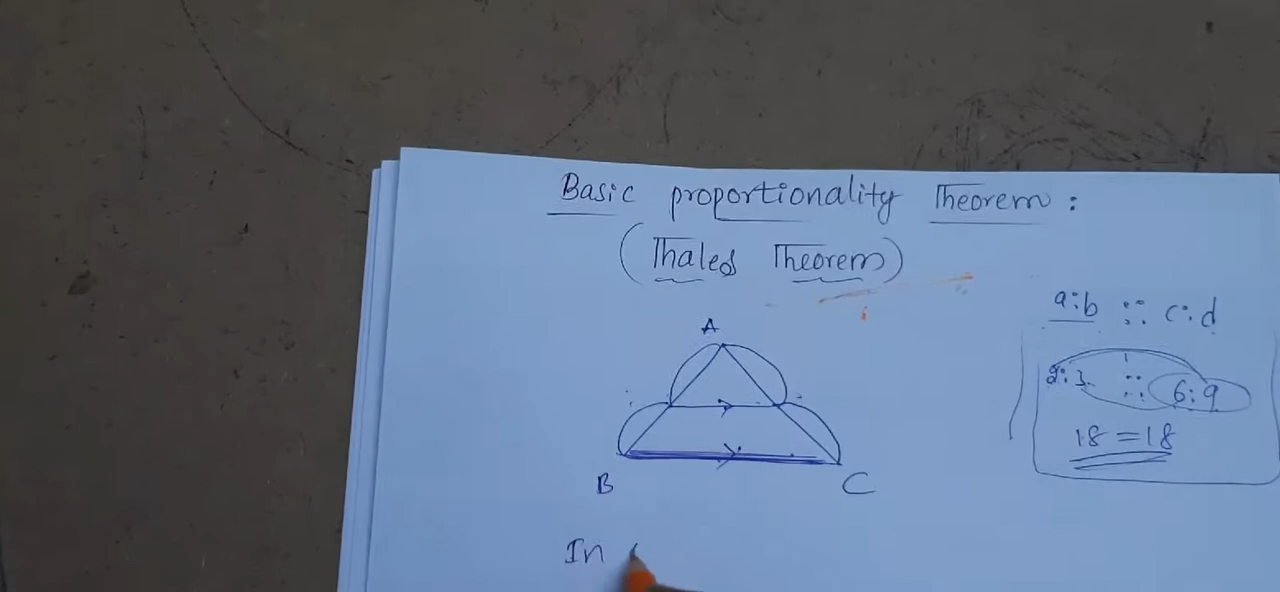 Basic proportionality Theorem :
(Thales Theorem)
a:b :: c:d
A
2:3 :: 6:9
18 = 18
B
C
In